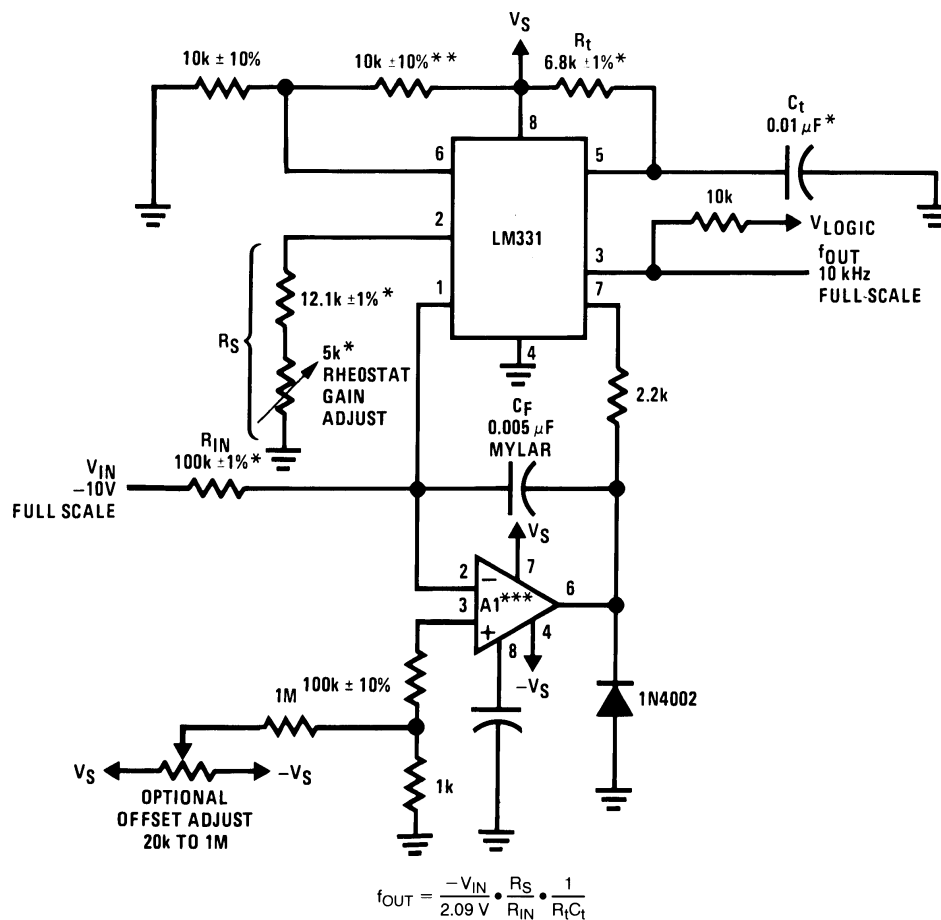 V_S
10k ±10%
10k ±10%**
R_t
6.8k ±1%*
C_t
0.01 μF*
8
6
5
10k
V_LOGIC
2
LM331
3
f_OUT
10 kHz
FULL-SCALE
1
7
12.1k ±1%*
R_S
4
5k*
RHEOSTAT
GAIN
ADJUST
2.2k
C_F
0.005 μF
MYLAR
R_IN
100k ±1%*
V_IN
−10V
FULL SCALE
V_S
7
2
−
6
3
A1***
+
4
8
−V_S
100k ±10%
1M
1N4002
V_S
−V_S
1k
OPTIONAL
OFFSET ADJUST
20k TO 1M
f_OUT = −V_IN / 2.09 V • R_S / R_IN • 1 / R_tC_t